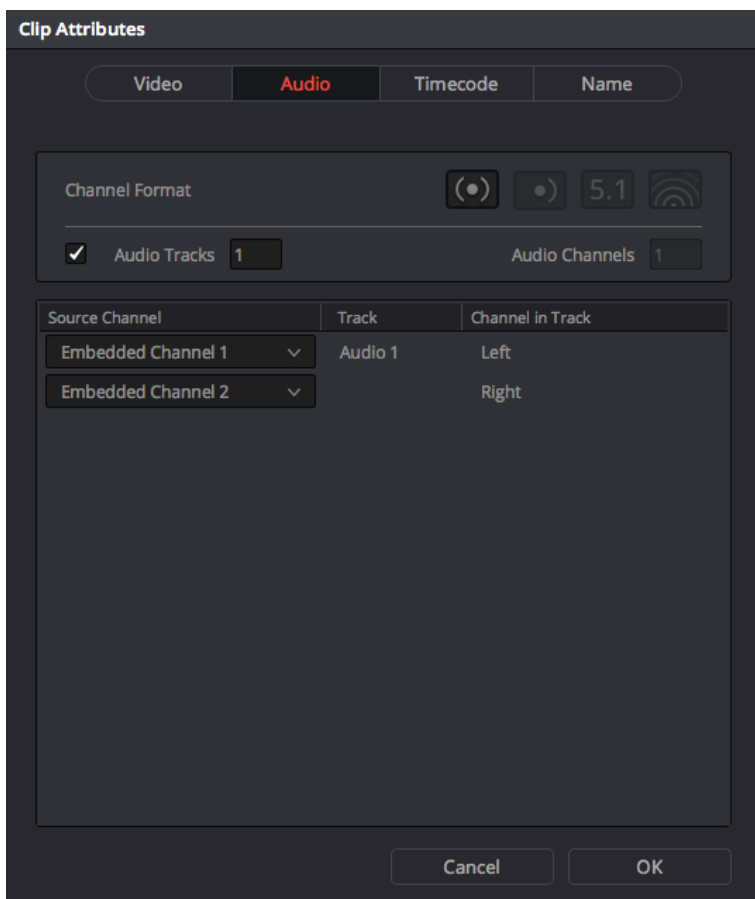 Clip Attributes
Video Audio Timecode Name
Channel Format 5.1
Audio Tracks 1 Audio Channels 1
Source Channel Track Channel in Track
Embedded Channel 1 Audio 1 Left
Embedded Channel 2 Right
Cancel OK